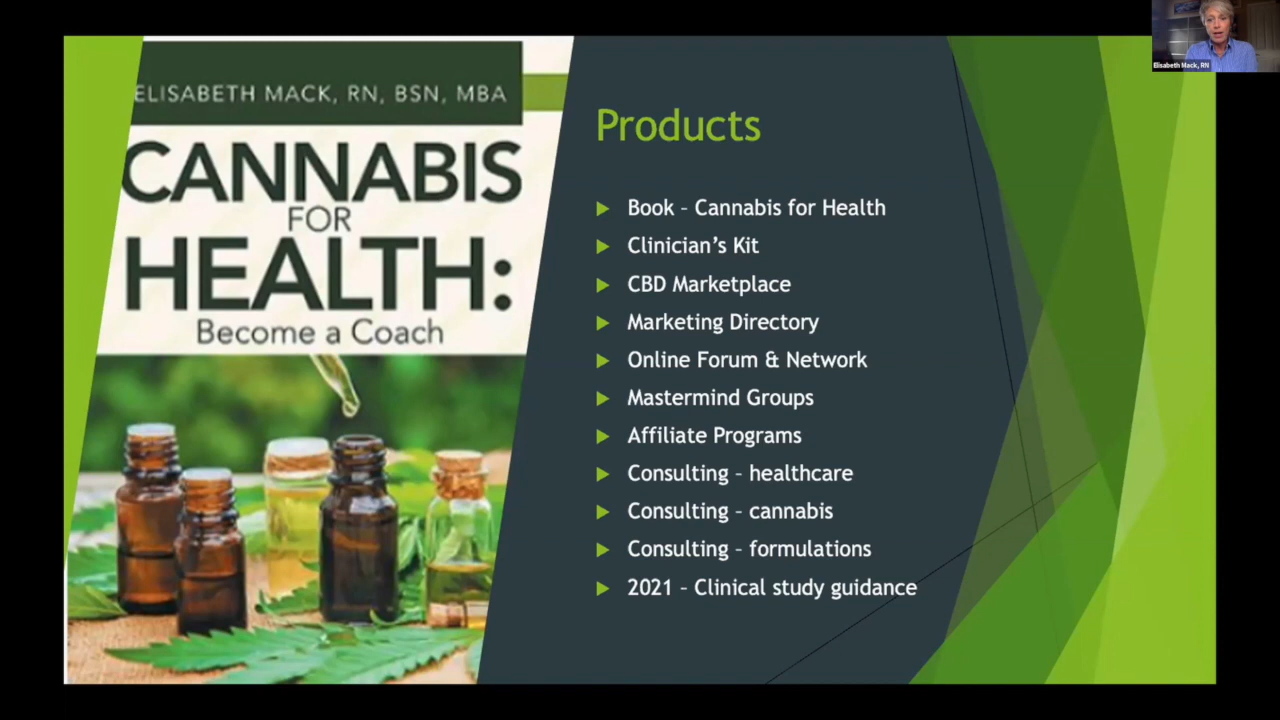 ELISABETH MACK, RN, BSN, MBA
CANNABIS
FOR
HEALTH:
Become a Coach
Products
Book – Cannabis for Health
Clinician's Kit
CBD Marketplace
Marketing Directory
Online Forum & Network
Mastermind Groups
Affiliate Programs
Consulting – healthcare
Consulting – cannabis
Consulting – formulations
2021 – Clinical study guidance
Elisabeth Mack, RN